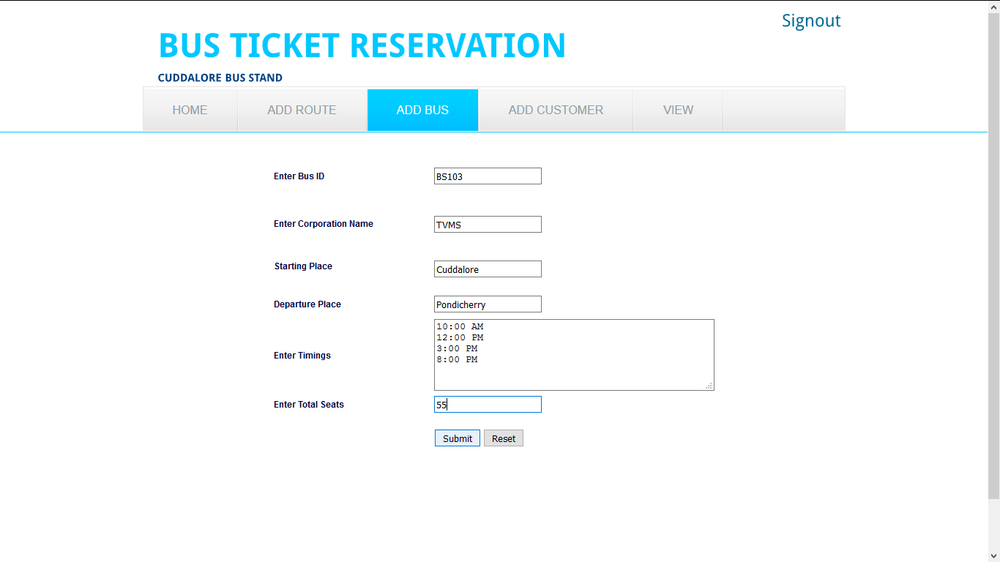 Signout
BUS TICKET RESERVATION
CUDDALORE BUS STAND
HOME ADD ROUTE ADD BUS ADD CUSTOMER VIEW
Enter Bus ID BS103
Enter Corporation Name TVMS
Starting Place Cuddalore
Departure Place Pondicherry
Enter Timings
10:00 AM
12:00 PM
3:00 PM
8:00 PM
Enter Total Seats 55
Submit Reset